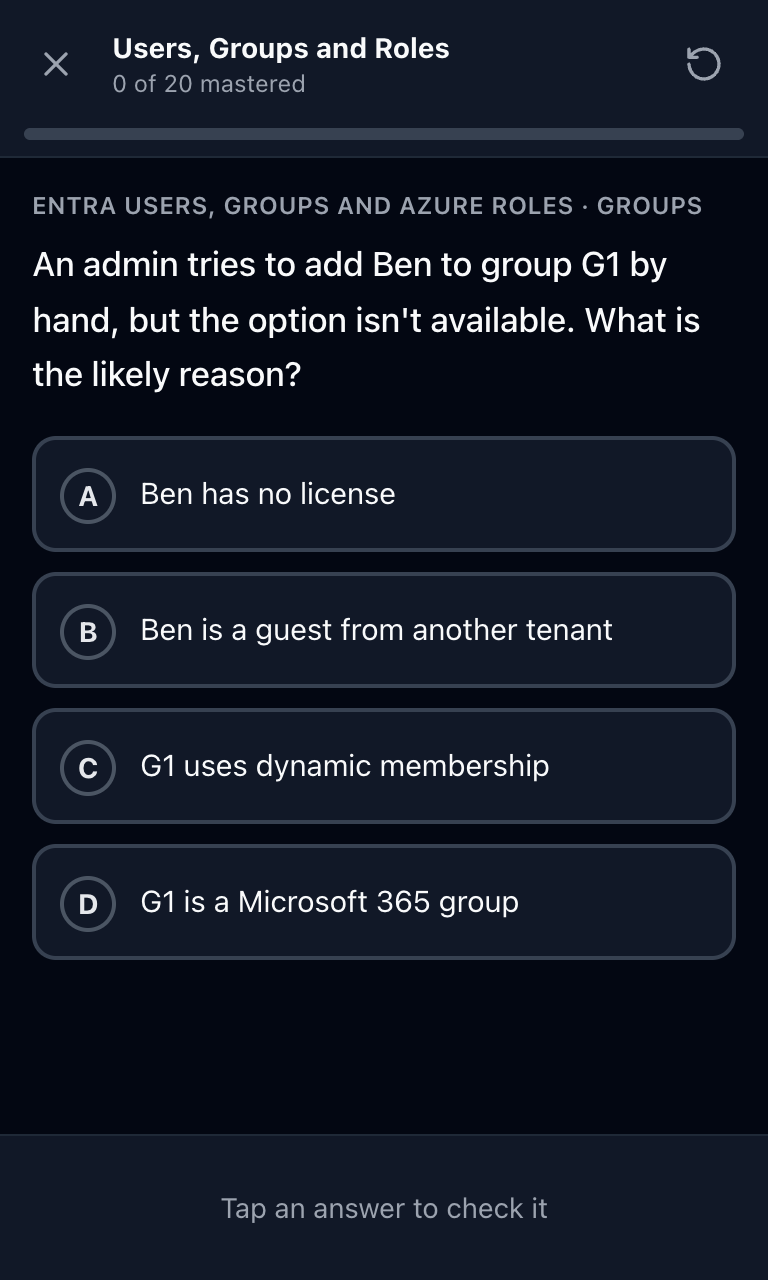 Users, Groups and Roles
0 of 20 mastered
ENTRA USERS, GROUPS AND AZURE ROLES · GROUPS
An admin tries to add Ben to group G1 by
hand, but the option isn't available. What is
the likely reason?
A Ben has no license
B Ben is a guest from another tenant
C G1 uses dynamic membership
D G1 is a Microsoft 365 group
Tap an answer to check it